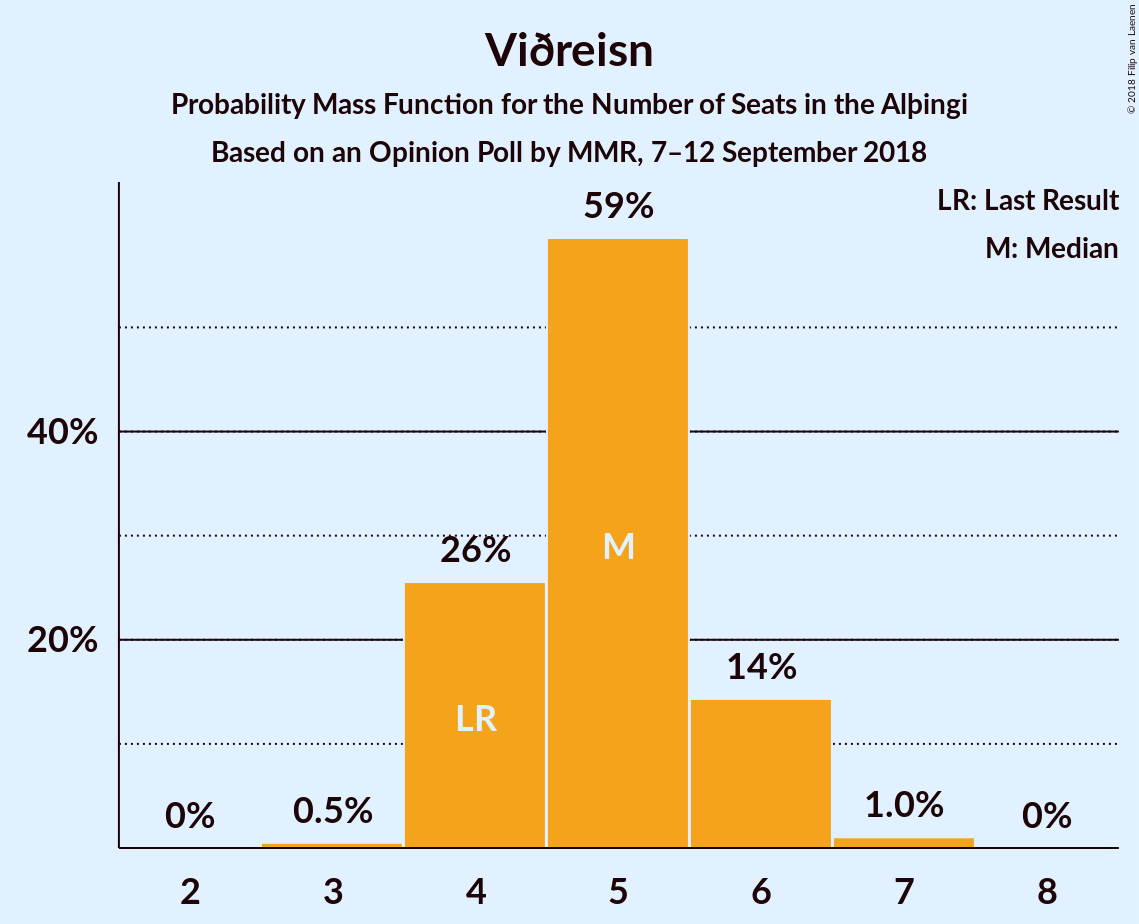 Viðreisn
Probability Mass Function for the Number of Seats in the Alþingi
Based on an Opinion Poll by MMR, 7–12 September 2018
© 2018 Filip van Laenen
LR: Last Result
M: Median
59%
40%
26%
M
20%
14%
LR
0%
0.5%
1.0%
0%
2
3
4
5
6
7
8